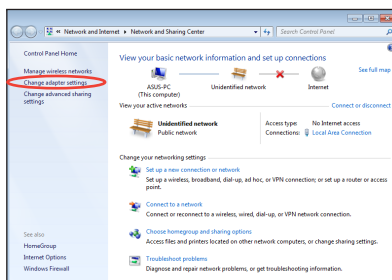 « Network and Internet ▸ Network and Sharing Center
Search Control Panel
Control Panel Home
Manage wireless networks
Change adapter settings
Change advanced sharing
settings
View your basic network information and set up connections
See full map
ASUS-PC
(This computer)
Unidentified network
Internet
View your active networks
Connect or disconnect
Unidentified network
Public network
Access type: No Internet access
Connections: Local Area Connection
Change your networking settings
Set up a new connection or network
Set up a wireless, broadband, dial-up, ad hoc, or VPN connection; or set up a router or access
point.
Connect to a network
Connect or reconnect to a wireless, wired, dial-up, or VPN network connection.
Choose homegroup and sharing options
Access files and printers located on other network computers, or change sharing settings.
Troubleshoot problems
Diagnose and repair network problems, or get troubleshooting information.
See also
HomeGroup
Internet Options
Windows Firewall